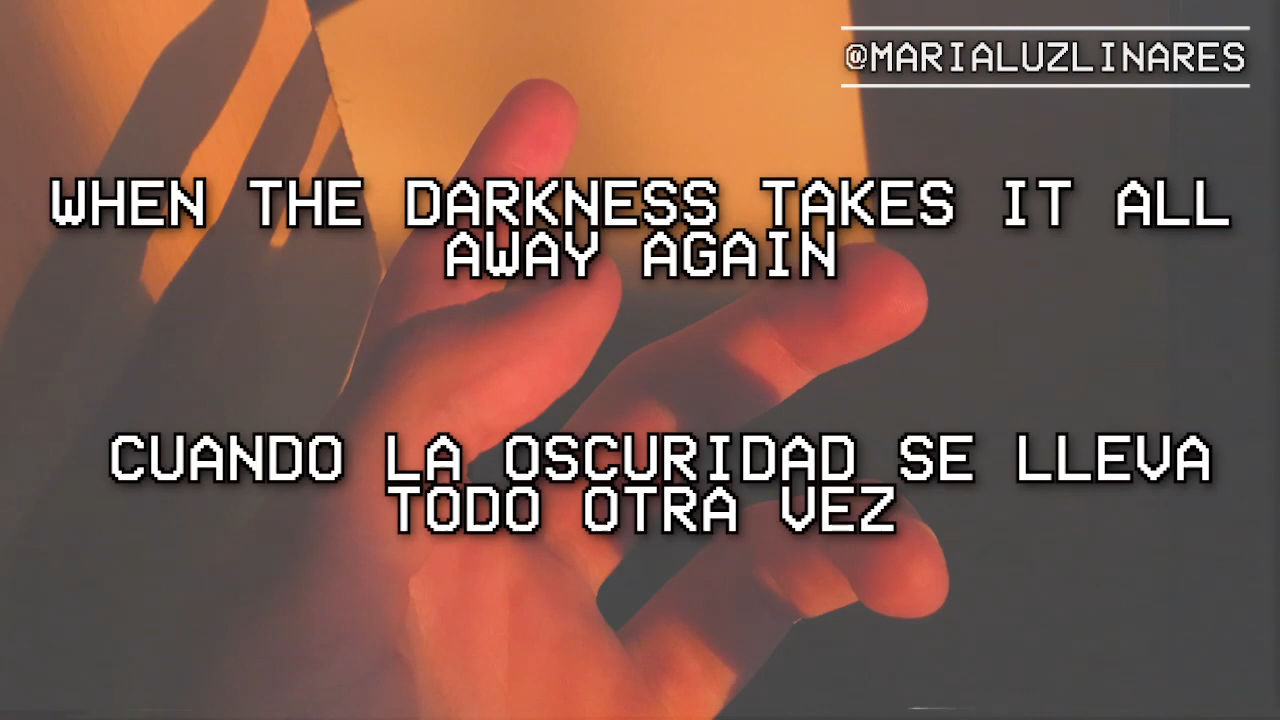 @MARIALUZLINARES
WHEN THE DARKNESS TAKES IT ALL
AWAY AGAIN
CUANDO LA OSCURIDAD SE LLEVA
TODO OTRA VEZ